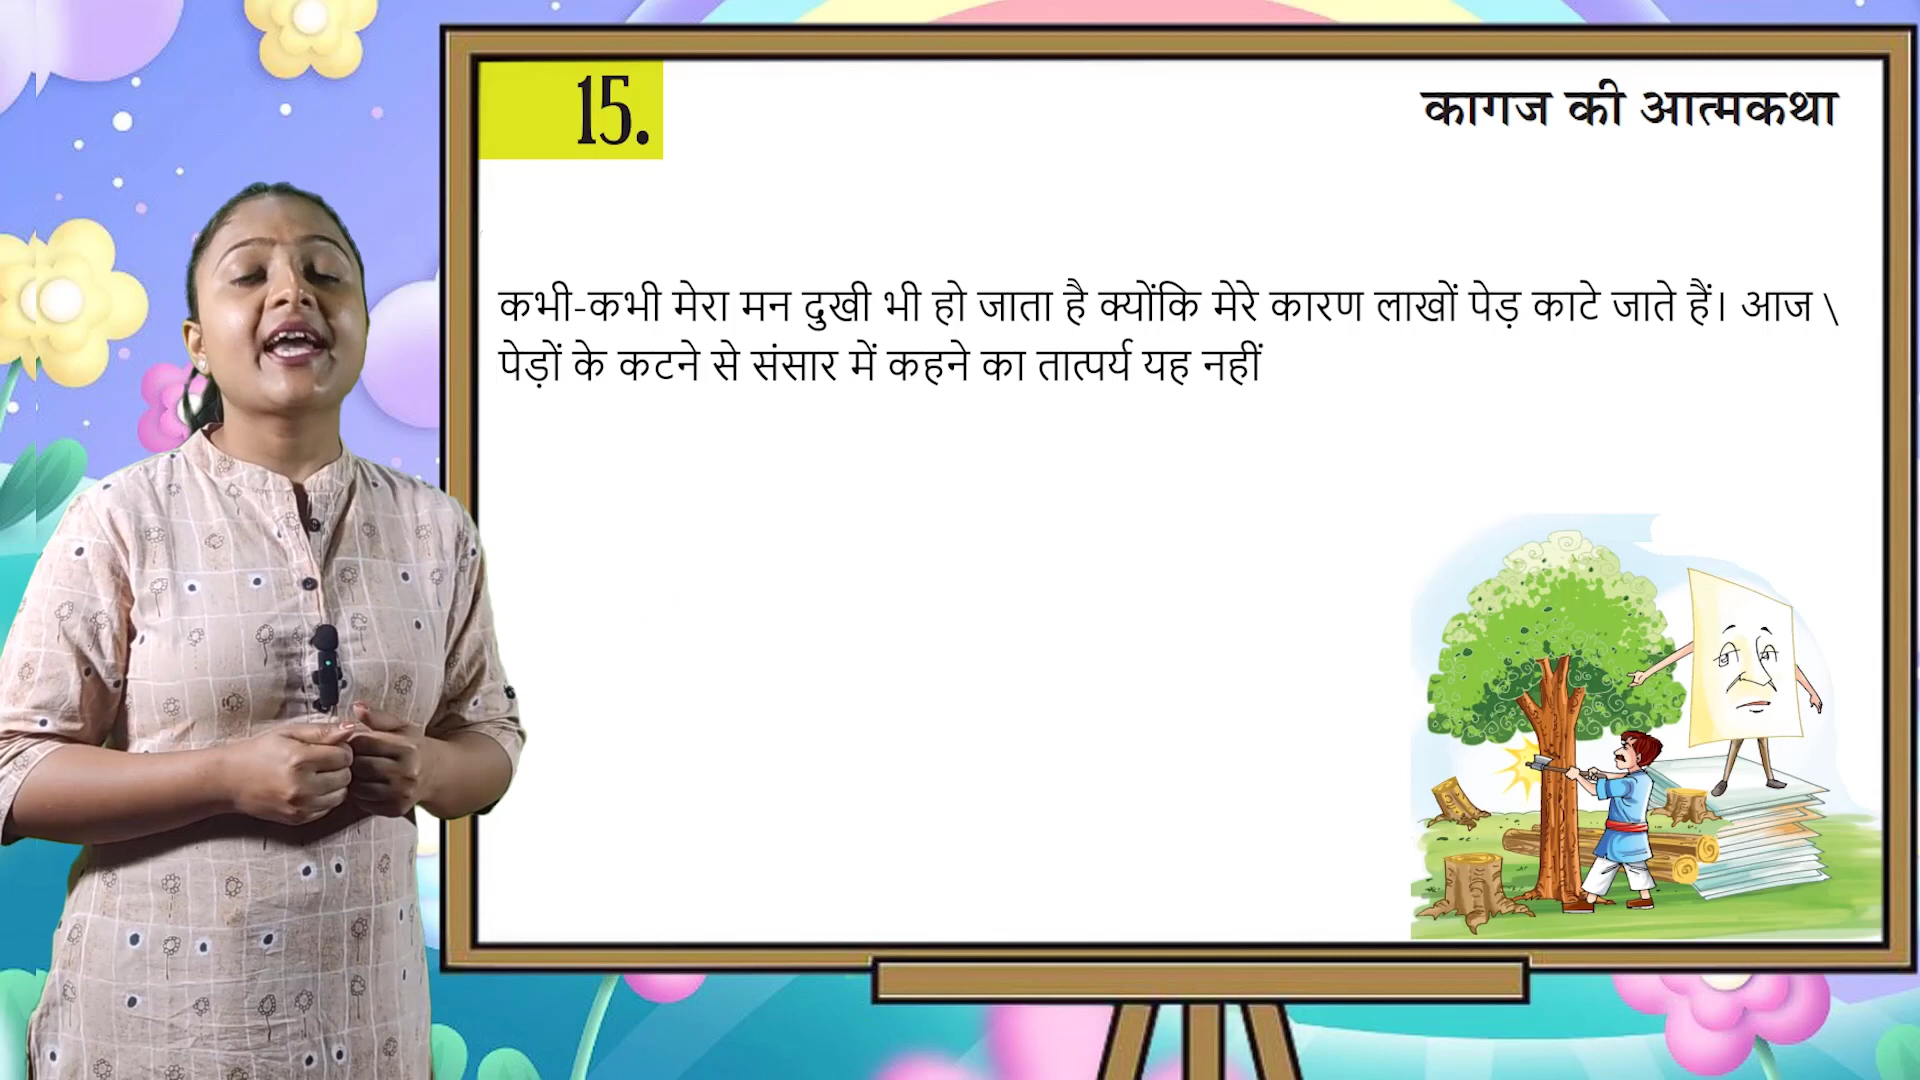 15.
कागज की आत्मकथा
कभी-कभी मेरा मन दुखी भी हो जाता है क्योंकि मेरे कारण लाखों पेड़ काटे जाते हैं। आज \
पेड़ों के कटने से संसार में कहने का तात्पर्य यह नहीं